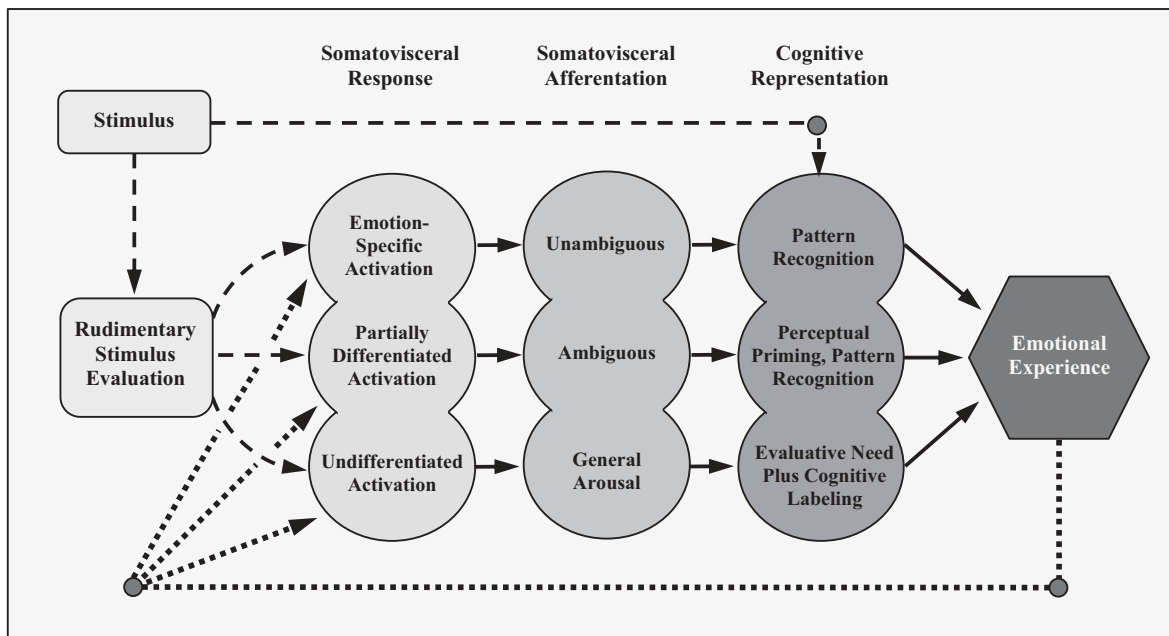 Somatovisceral
Response
Somatovisceral
Afferentation
Cognitive
Representation
Stimulus
Emotion-
Specific
Activation
Unambiguous
Pattern
Recognition
Rudimentary
Stimulus
Evaluation
Partially
Differentiated
Activation
Ambiguous
Perceptual
Priming, Pattern
Recognition
Emotional
Experience
Undifferentiated
Activation
General
Arousal
Evaluative Need
Plus Cognitive
Labeling